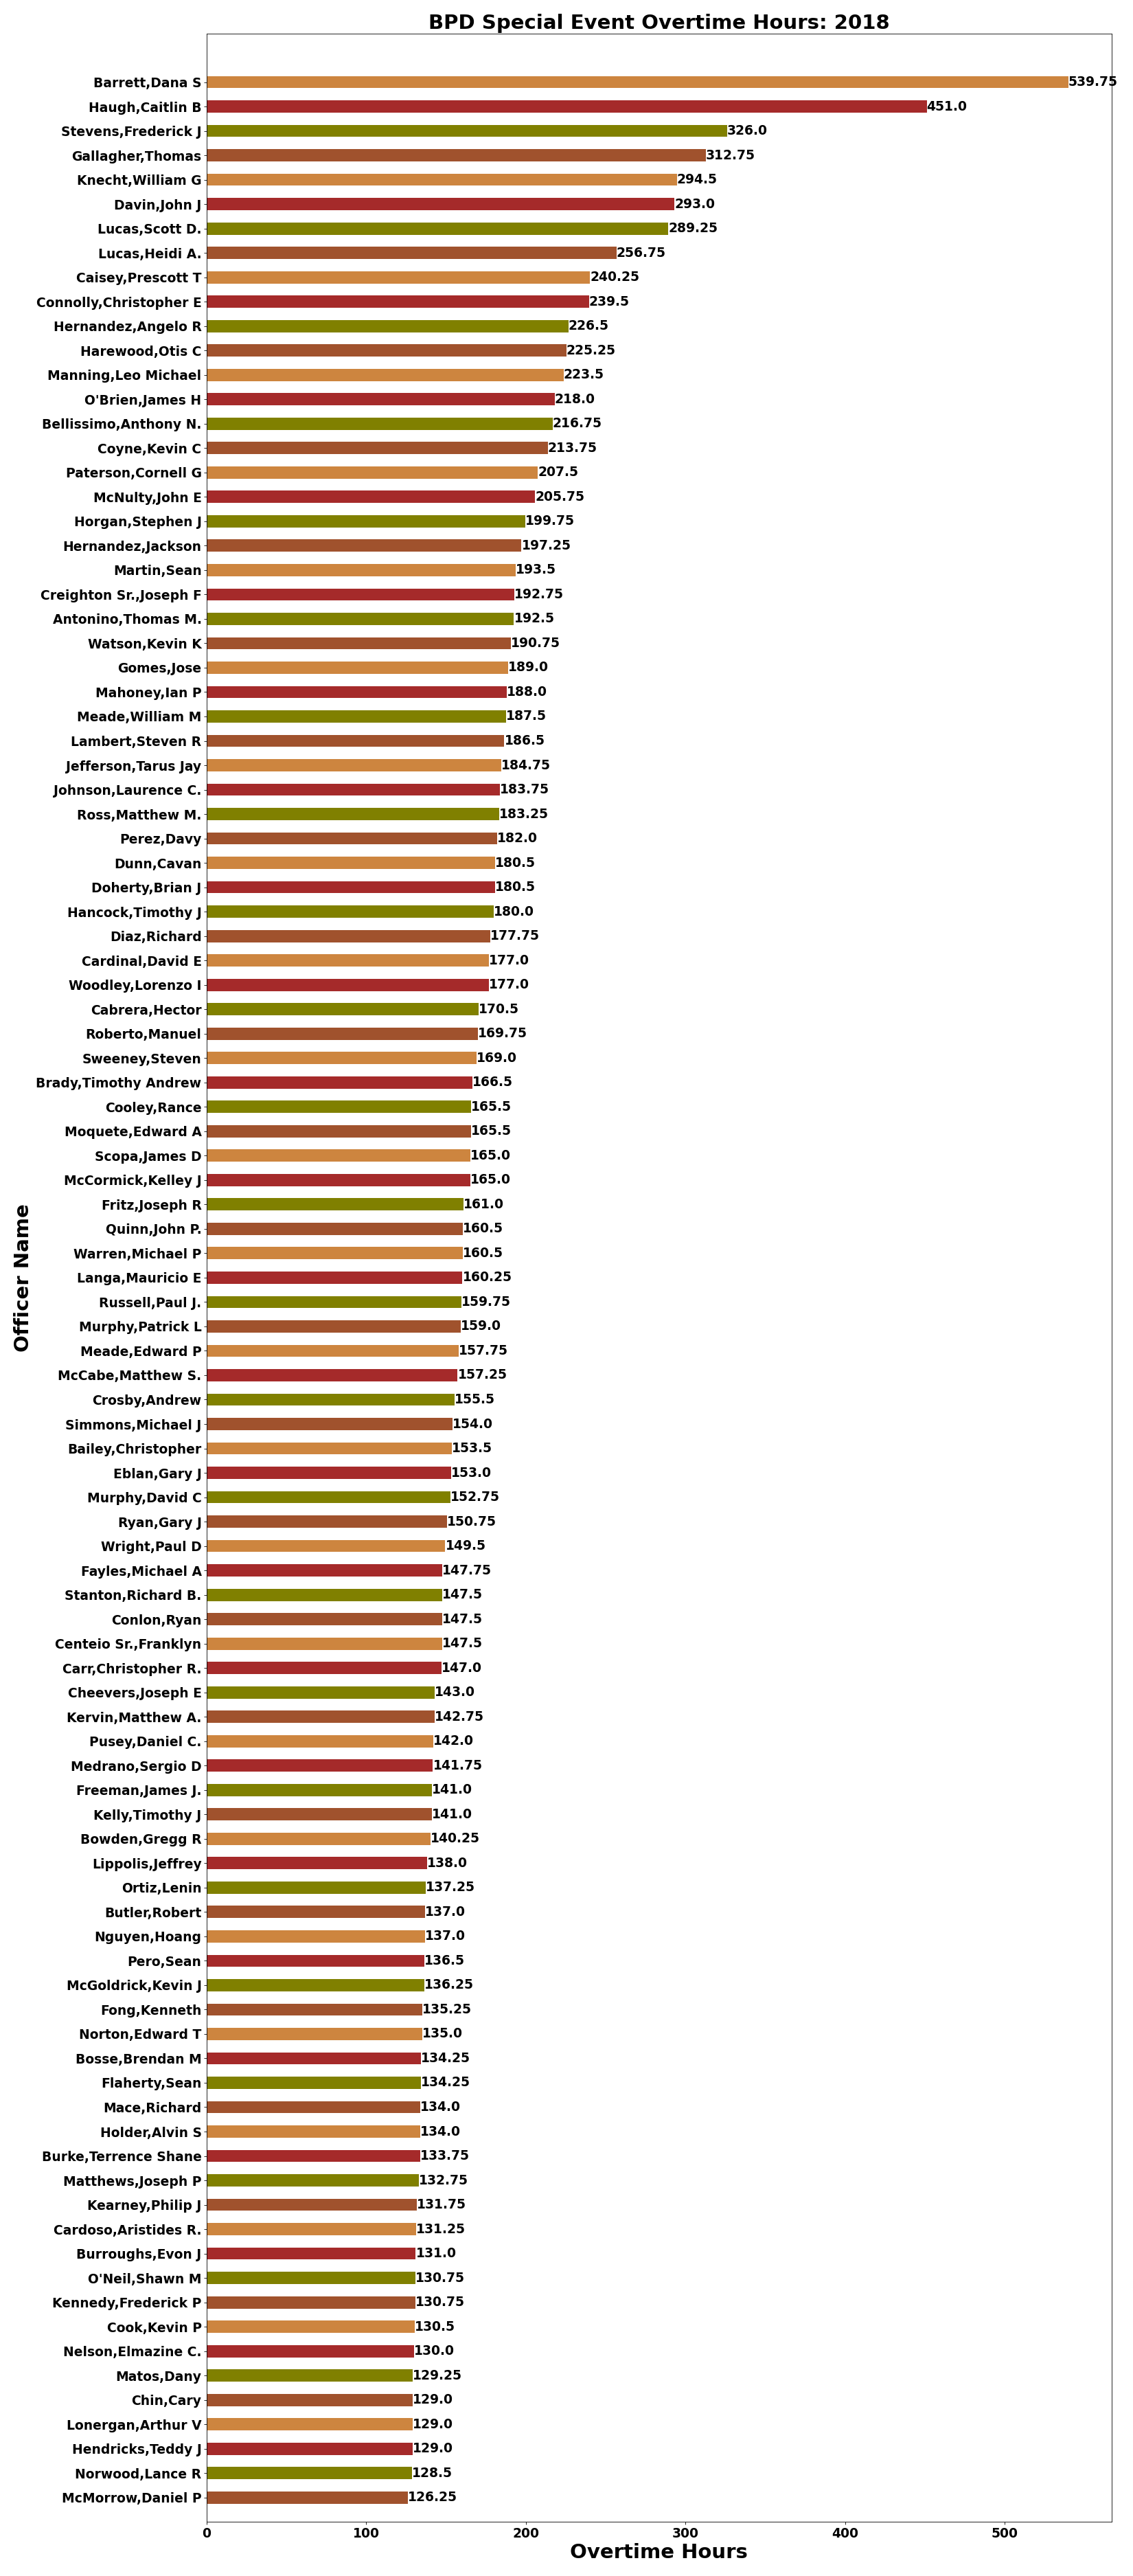 BPD Special Event Overtime Hours: 2018
Barrett,Dana S 539.75
Haugh,Caitlin B 451.0
Stevens,Frederick J 326.0
Gallagher,Thomas 312.75
Knecht,William G 294.5
Davin,John J 293.0
Lucas,Scott D. 289.25
Lucas,Heidi A. 256.75
Caisey,Prescott T 240.25
Connolly,Christopher E 239.5
Hernandez,Angelo R 226.5
Harewood,Otis C 225.25
Manning,Leo Michael 223.5
O'Brien,James H 218.0
Bellissimo,Anthony N. 216.75
Coyne,Kevin C 213.75
Paterson,Cornell G 207.5
McNulty,John E 205.75
Horgan,Stephen J 199.75
Hernandez,Jackson 197.25
Martin,Sean 193.5
Creighton Sr.,Joseph F 192.75
Antonino,Thomas M. 192.5
Watson,Kevin K 190.75
Gomes,Jose 189.0
Mahoney,Ian P 188.0
Meade,William M 187.5
Lambert,Steven R 186.5
Jefferson,Tarus Jay 184.75
Johnson,Laurence C. 183.75
Ross,Matthew M. 183.25
Perez,Davy 182.0
Dunn,Cavan 180.5
Doherty,Brian J 180.5
Hancock,Timothy J 180.0
Diaz,Richard 177.75
Cardinal,David E 177.0
Woodley,Lorenzo I 177.0
Cabrera,Hector 170.5
Roberto,Manuel 169.75
Sweeney,Steven 169.0
Brady,Timothy Andrew 166.5
Cooley,Rance 165.5
Moquete,Edward A 165.5
Scopa,James D 165.0
McCormick,Kelley J 165.0
Fritz,Joseph R 161.0
Quinn,John P. 160.5
Warren,Michael P 160.5
Langa,Mauricio E 160.25
Russell,Paul J. 159.75
Murphy,Patrick L 159.0
Meade,Edward P 157.75
McCabe,Matthew S. 157.25
Crosby,Andrew 155.5
Simmons,Michael J 154.0
Bailey,Christopher 153.5
Eblan,Gary J 153.0
Murphy,David C 152.75
Ryan,Gary J 150.75
Wright,Paul D 149.5
Fayles,Michael A 147.75
Stanton,Richard B. 147.5
Conlon,Ryan 147.5
Centeio Sr.,Franklyn 147.5
Carr,Christopher R. 147.0
Cheevers,Joseph E 143.0
Kervin,Matthew A. 142.75
Pusey,Daniel C. 142.0
Medrano,Sergio D 141.75
Freeman,James J. 141.0
Kelly,Timothy J 141.0
Bowden,Gregg R 140.25
Lippolis,Jeffrey 138.0
Ortiz,Lenin 137.25
Butler,Robert 137.0
Nguyen,Hoang 137.0
Pero,Sean 136.5
McGoldrick,Kevin J 136.25
Fong,Kenneth 135.25
Norton,Edward T 135.0
Bosse,Brendan M 134.25
Flaherty,Sean 134.25
Mace,Richard 134.0
Holder,Alvin S 134.0
Burke,Terrence Shane 133.75
Matthews,Joseph P 132.75
Kearney,Philip J 131.75
Cardoso,Aristides R. 131.25
Burroughs,Evon J 131.0
O'Neil,Shawn M 130.75
Kennedy,Frederick P 130.75
Cook,Kevin P 130.5
Nelson,Elmazine C. 130.0
Matos,Dany 129.25
Chin,Cary 129.0
Lonergan,Arthur V 129.0
Hendricks,Teddy J 129.0
Norwood,Lance R 128.5
McMorrow,Daniel P 126.25
0 100 200 300 400 500
Overtime Hours
Officer Name